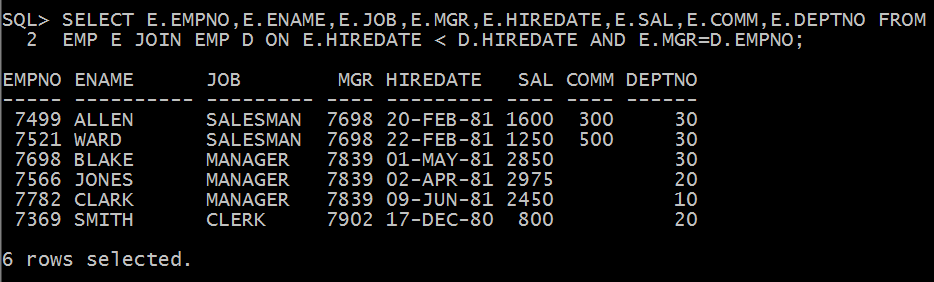 SQL> SELECT E.EMPNO,E.ENAME,E.JOB,E.MGR,E.HIREDATE,E.SAL,E.COMM,E.DEPTNO FROM
  2  EMP E JOIN EMP D ON E.HIREDATE < D.HIREDATE AND E.MGR=D.EMPNO;
EMPNO ENAME      JOB         MGR HIREDATE   SAL COMM DEPTNO
----- ---------- --------- ---- --------- ---- ---- ------
 7499 ALLEN      SALESMAN  7698 20-FEB-81 1600  300     30
 7521 WARD       SALESMAN  7698 22-FEB-81 1250  500     30
 7698 BLAKE      MANAGER   7839 01-MAY-81 2850          30
 7566 JONES      MANAGER   7839 02-APR-81 2975          20
 7782 CLARK      MANAGER   7839 09-JUN-81 2450          10
 7369 SMITH      CLERK     7902 17-DEC-80  800          20
6 rows selected.